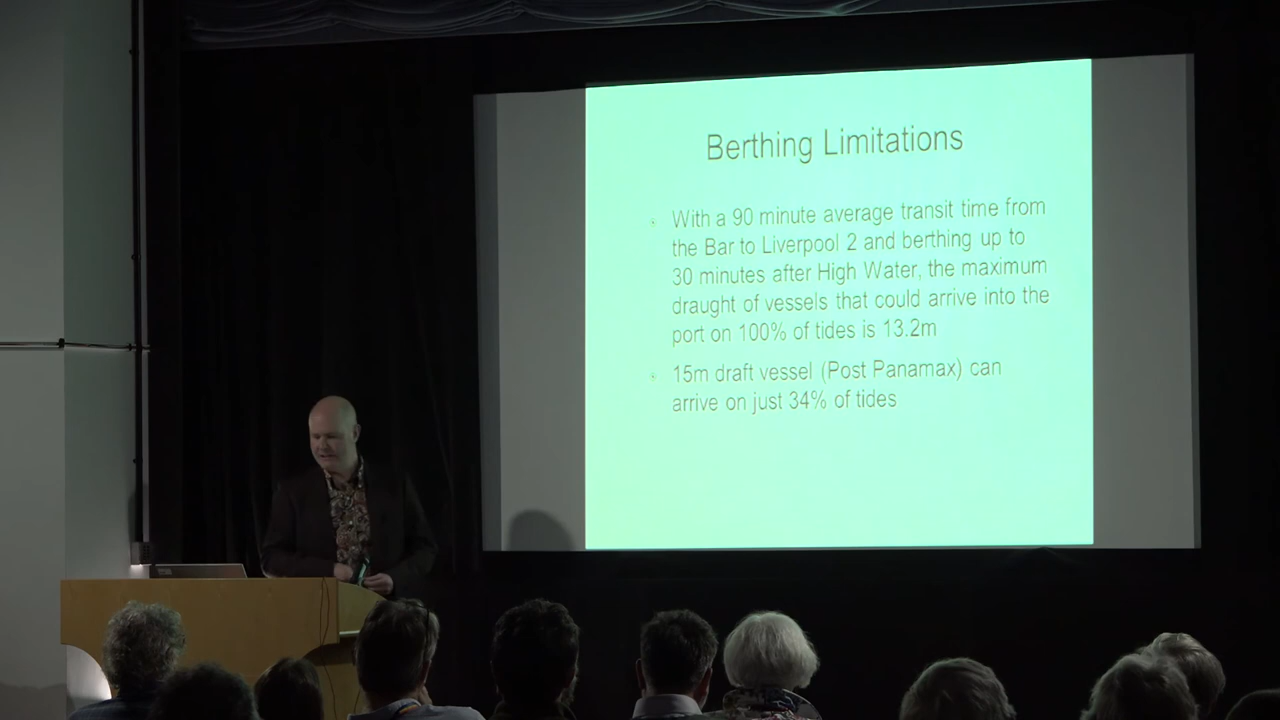 Berthing Limitations
With a 90 minute average transit time from
the Bar to Liverpool 2 and berthing up to
30 minutes after High Water, the maximum
draught of vessels that could arrive into the
port on 100% of tides is 13.2m
15m draft vessel (Post Panamax) can
arrive on just 34% of tides